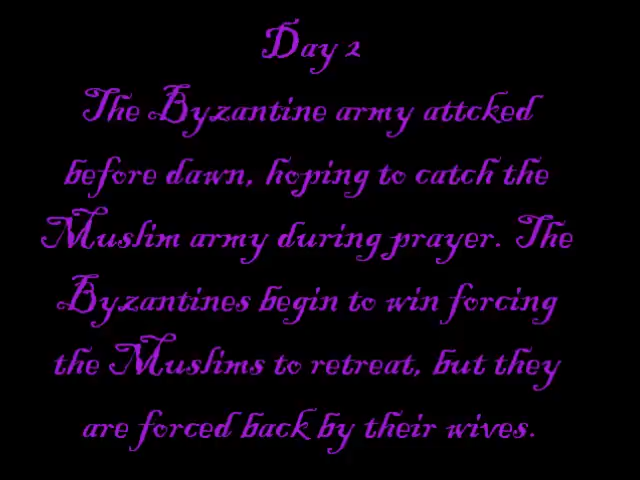 Day 2
The Byzantine army attcked
before dawn, hoping to catch the
Muslim army during prayer. The
Byzantines begin to win forcing
the Muslims to retreat, but they
are forced back by their wives.